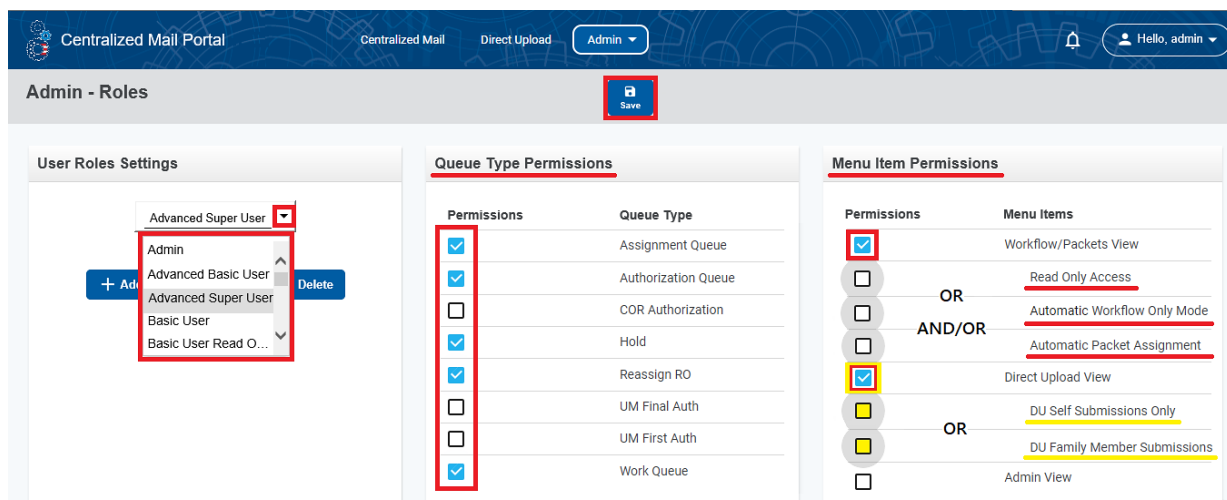 Centralized Mail Portal
Centralized Mail
Direct Upload
Admin
Hello, admin
Admin - Roles
Save
User Roles Settings
Advanced Super User
Admin
Advanced Basic User
Advanced Super User
Basic User
Basic User Read O...
Delete
Queue Type Permissions
Permissions Queue Type
Assignment Queue
Authorization Queue
COR Authorization
Hold
Reassign RO
UM Final Auth
UM First Auth
Work Queue
Menu Item Permissions
Permissions Menu Items
Workflow/Packets View
Read Only Access
OR
Automatic Workflow Only Mode
AND/OR
Automatic Packet Assignment
Direct Upload View
DU Self Submissions Only
OR
DU Family Member Submissions
Admin View